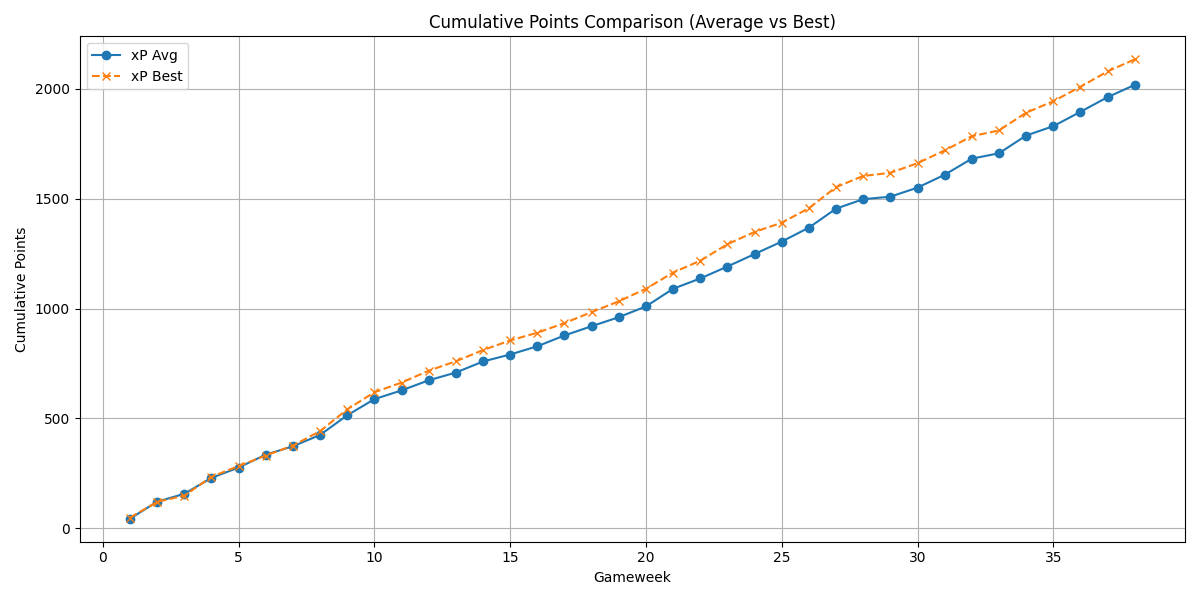 Cumulative Points Comparison (Average vs Best)
xP Avg
xP Best
Cumulative Points
2000
1500
1000
500
0
0 5 10 15 20 25 30 35
Gameweek